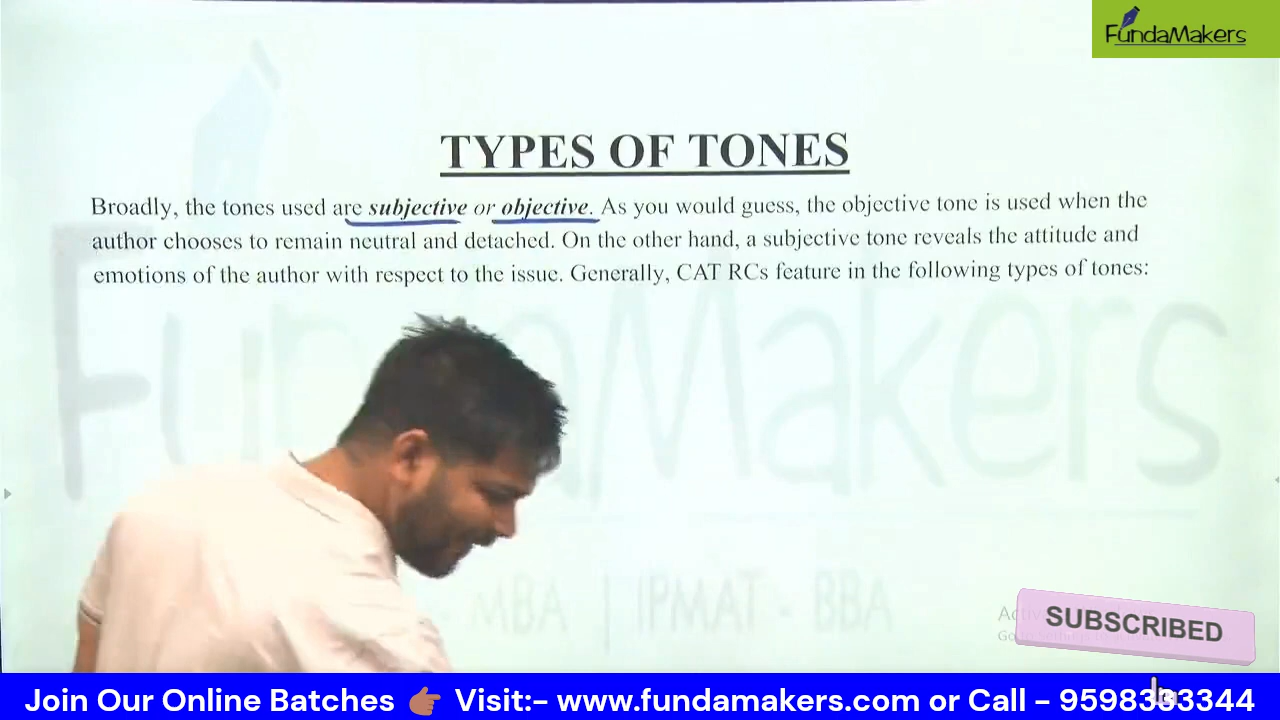 FundaMakers
TYPES OF TONES
Broadly, the tones used are subjective or objective. As you would guess, the objective tone is used when the
author chooses to remain neutral and detached. On the other hand, a subjective tone reveals the attitude and
emotions of the author with respect to the issue. Generally, CAT RCs feature in the following types of tones:
FundaMakers
- MBA | IPMAT - BBA
SUBSCRIBED
Join Our Online Batches 👉🏽 Visit:- www.fundamakers.com or Call - 9598333344